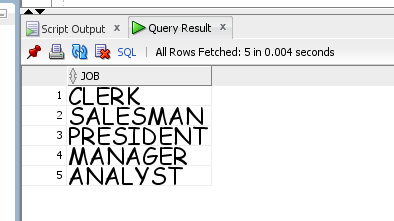 Script Output x Query Result x
SQL | All Rows Fetched: 5 in 0.004 seconds
JOB
1 CLERK
2 SALESMAN
3 PRESIDENT
4 MANAGER
5 ANALYST